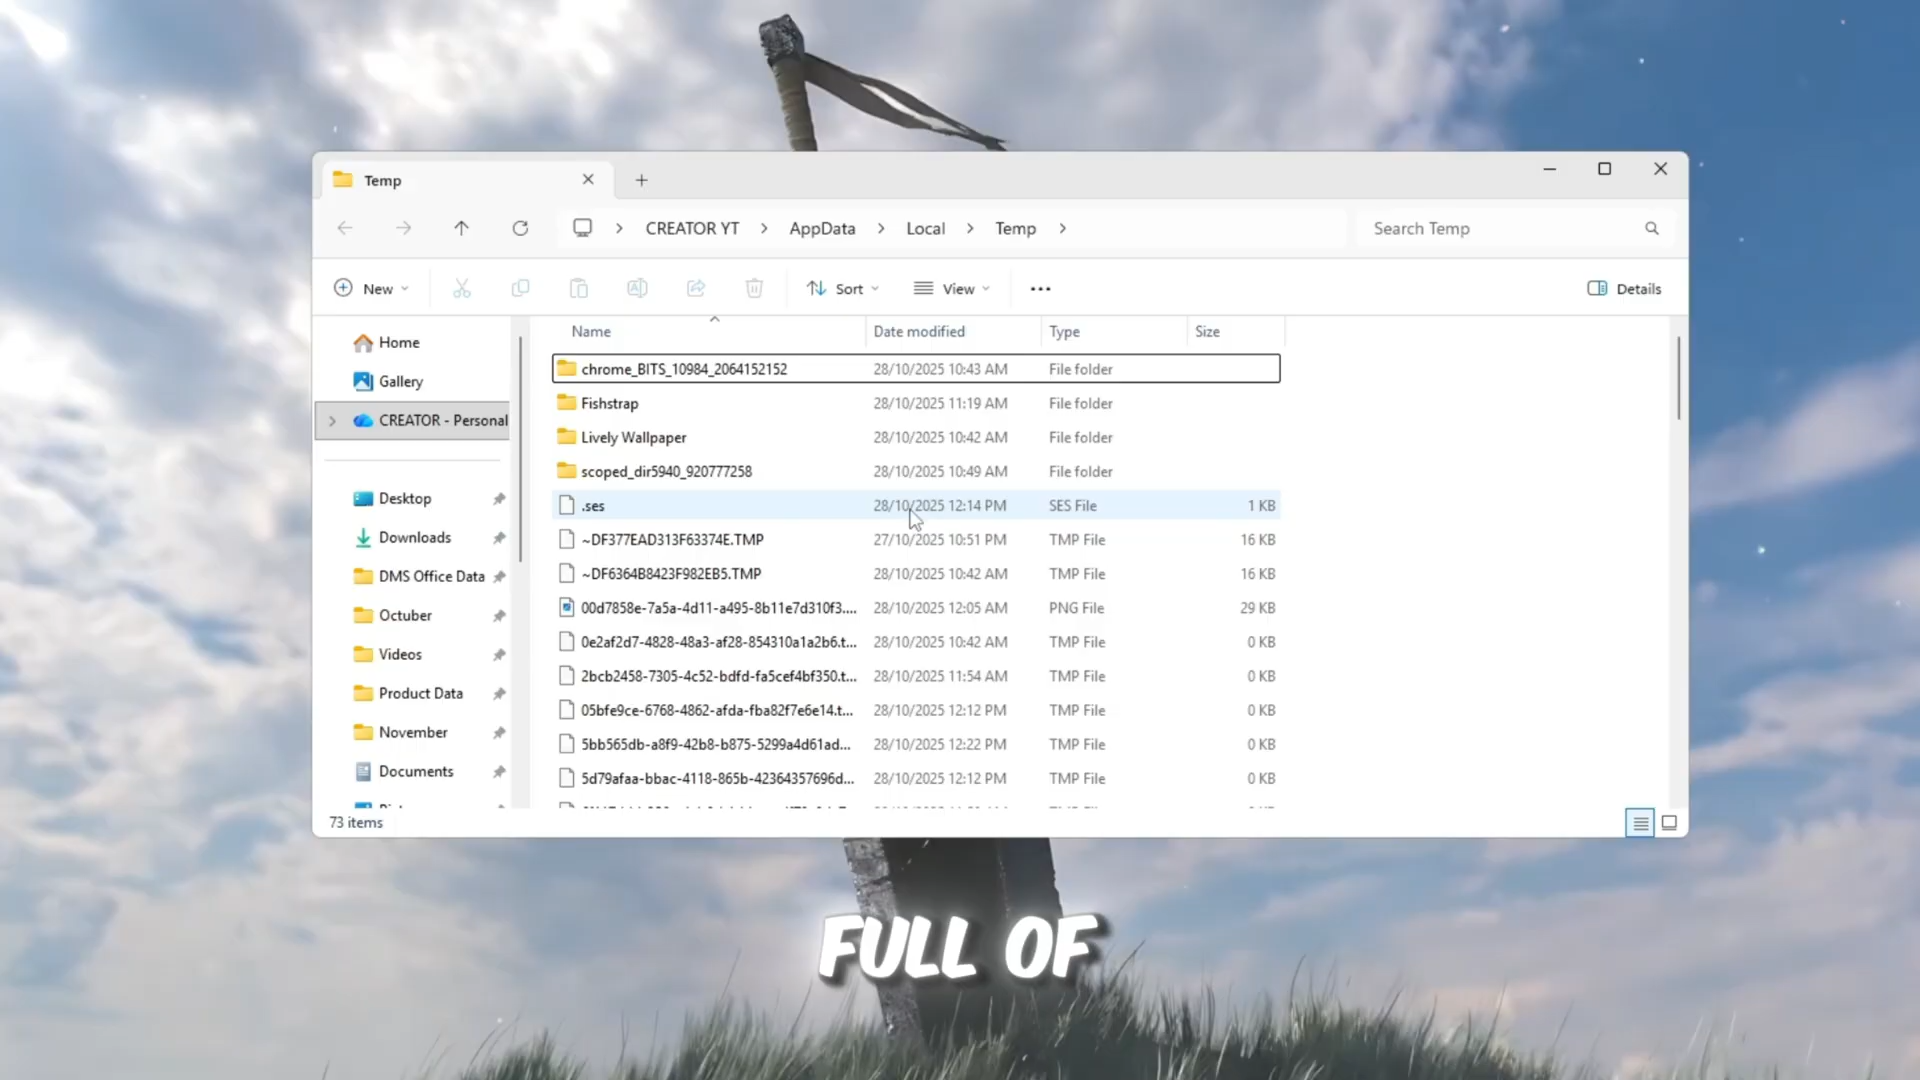 Temp
CREATOR YT > AppData > Local > Temp >
Search Temp
New
Sort
View
Details
Home
Gallery
CREATOR - Personal
Desktop
Downloads
DMS Office Data
Octuber
Videos
Product Data
November
Documents
Name Date modified Type Size
chrome_BITS_10984_2064152152 28/10/2025 10:43 AM File folder
Fishstrap 28/10/2025 11:19 AM File folder
Lively Wallpaper 28/10/2025 10:42 AM File folder
scoped_dir5940_920777258 28/10/2025 10:49 AM File folder
.ses 28/10/2025 12:14 PM SES File 1 KB
~DF377EAD313F63374E.TMP 27/10/2025 10:51 PM TMP File 16 KB
~DF6364B8423F982EB5.TMP 28/10/2025 10:42 AM TMP File 16 KB
00d7858e-7a5a-4d11-a495-8b11e7d310f3.... 28/10/2025 12:05 AM PNG File 29 KB
0e2af2d7-4828-48a3-af28-854310a1a2b6.t... 28/10/2025 10:42 AM TMP File 0 KB
2bcb2458-7305-4c52-bdfd-fa5cef4bf350.t... 28/10/2025 11:54 AM TMP File 0 KB
05bfe9ce-6768-4862-afda-fba82f7e6e14.t... 28/10/2025 12:12 PM TMP File 0 KB
5bb565db-a8f9-42b8-b875-5299a4d61ad... 28/10/2025 12:22 PM TMP File 0 KB
5d79afaa-bbac-4118-865b-42364357696d... 28/10/2025 12:12 PM TMP File 0 KB
73 items
FULL OF